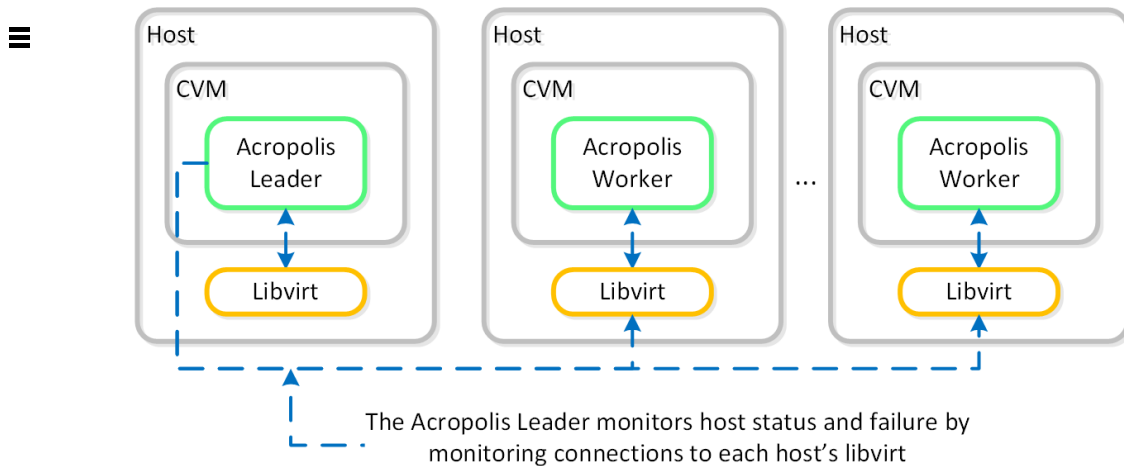 Host
Host
Host
CVM
CVM
CVM
Acropolis
Leader
Acropolis
Worker
...
Acropolis
Worker
Libvirt
Libvirt
Libvirt
The Acropolis Leader monitors host status and failure by
monitoring connections to each host's libvirt